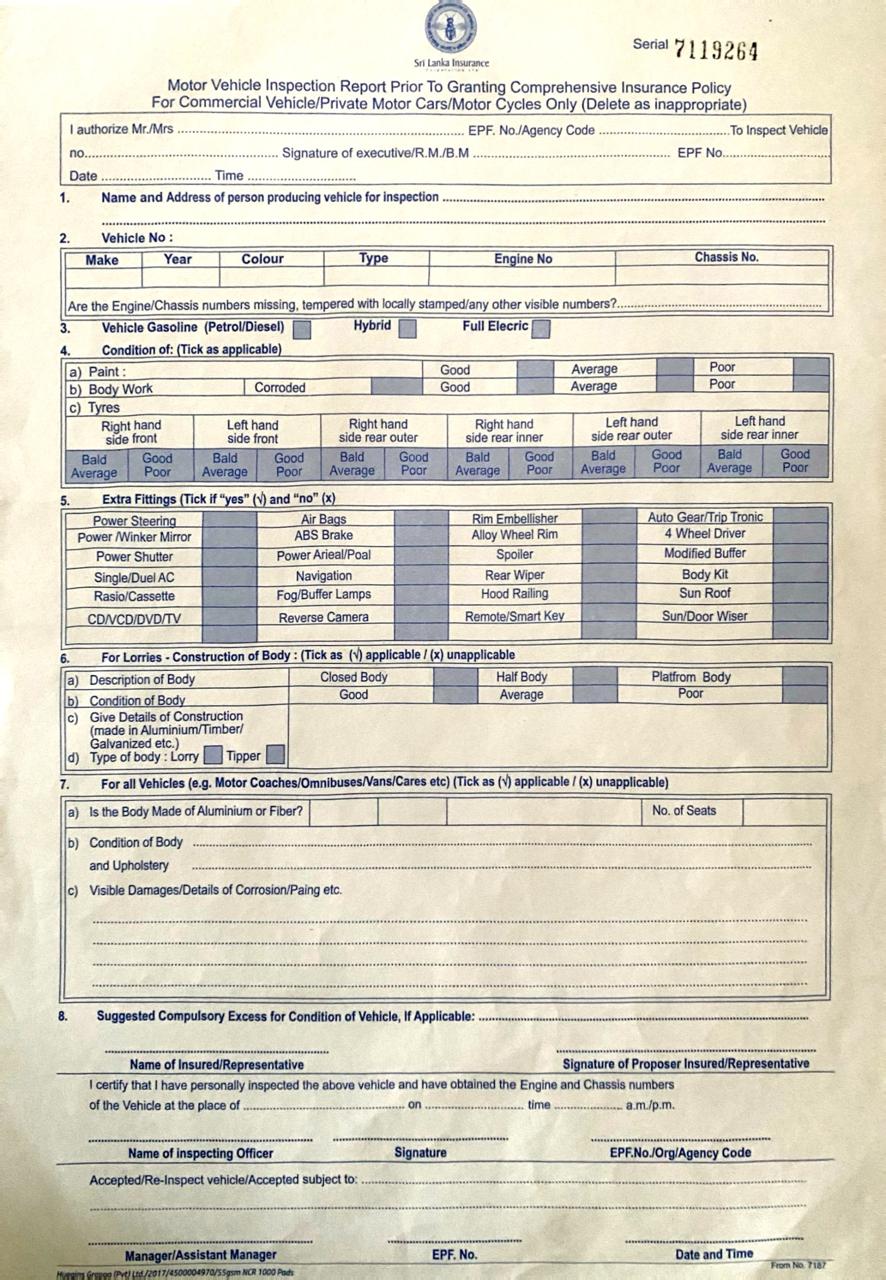 Sri Lanka Insurance
Serial 7119264
Motor Vehicle Inspection Report Prior To Granting Comprehensive Insurance Policy
For Commercial Vehicle/Private Motor Cars/Motor Cycles Only (Delete as inappropriate)
I authorize Mr./Mrs .......... EPF. No./Agency Code ..........To Inspect Vehicle
no.......... Signature of executive/R.M./B.M .......... EPF No..........
Date .......... Time ..........
1. Name and Address of person producing vehicle for inspection ..........
2. Vehicle No :
Make Year Colour Type Engine No Chassis No.
Are the Engine/Chassis numbers missing, tempered with locally stamped/any other visible numbers?..........
3. Vehicle Gasoline (Petrol/Diesel) Hybrid Full Elecric
4. Condition of: (Tick as applicable)
a) Paint : Good Average Poor
b) Body Work Corroded Good Average Poor
c) Tyres
Right hand Left hand Right hand Right hand Left hand Left hand
side front side front side rear outer side rear inner side rear outer side rear inner
Bald Good Bald Good Bald Good Bald Good Bald Good Bald Good
Average Poor Average Poor Average Poor Average Poor Average Poor Average Poor
5. Extra Fittings (Tick if "yes" (√) and "no" (x)
Power Steering Air Bags Rim Embellisher Auto Gear/Trip Tronic
Power /Winker Mirror ABS Brake Alloy Wheel Rim 4 Wheel Driver
Power Shutter Power Arieal/Poal Spoiler Modified Buffer
Single/Duel AC Navigation Rear Wiper Body Kit
Rasio/Cassette Fog/Buffer Lamps Hood Railing Sun Roof
CD/VCD/DVD/TV Reverse Camera Remote/Smart Key Sun/Door Wiser
6. For Lorries - Construction of Body : (Tick as (√) applicable / (x) unapplicable
a) Description of Body Closed Body Half Body Platfrom Body
b) Condition of Body Good Average Poor
c) Give Details of Construction
(made in Aluminium/Timber/
Galvanized etc.)
d) Type of body : Lorry Tipper
7. For all Vehicles (e.g. Motor Coaches/Omnibuses/Vans/Cares etc) (Tick as (√) applicable / (x) unapplicable)
a) Is the Body Made of Aluminium or Fiber? No. of Seats
b) Condition of Body ..........
and Upholstery ..........
c) Visible Damages/Details of Corrosion/Paing etc.
8. Suggested Compulsory Excess for Condition of Vehicle, If Applicable: ..........
Name of Insured/Representative Signature of Proposer Insured/Representative
I certify that I have personally inspected the above vehicle and have obtained the Engine and Chassis numbers
of the Vehicle at the place of .......... on .......... time .......... a.m./p.m.
Name of inspecting Officer Signature EPF.No./Org/Agency Code
Accepted/Re-Inspect vehicle/Accepted subject to: ..........
Manager/Assistant Manager EPF. No. Date and Time
(Pvt) Ltd./2017/4500004970/55gsm NCR 1000 Pads
From No. 7187